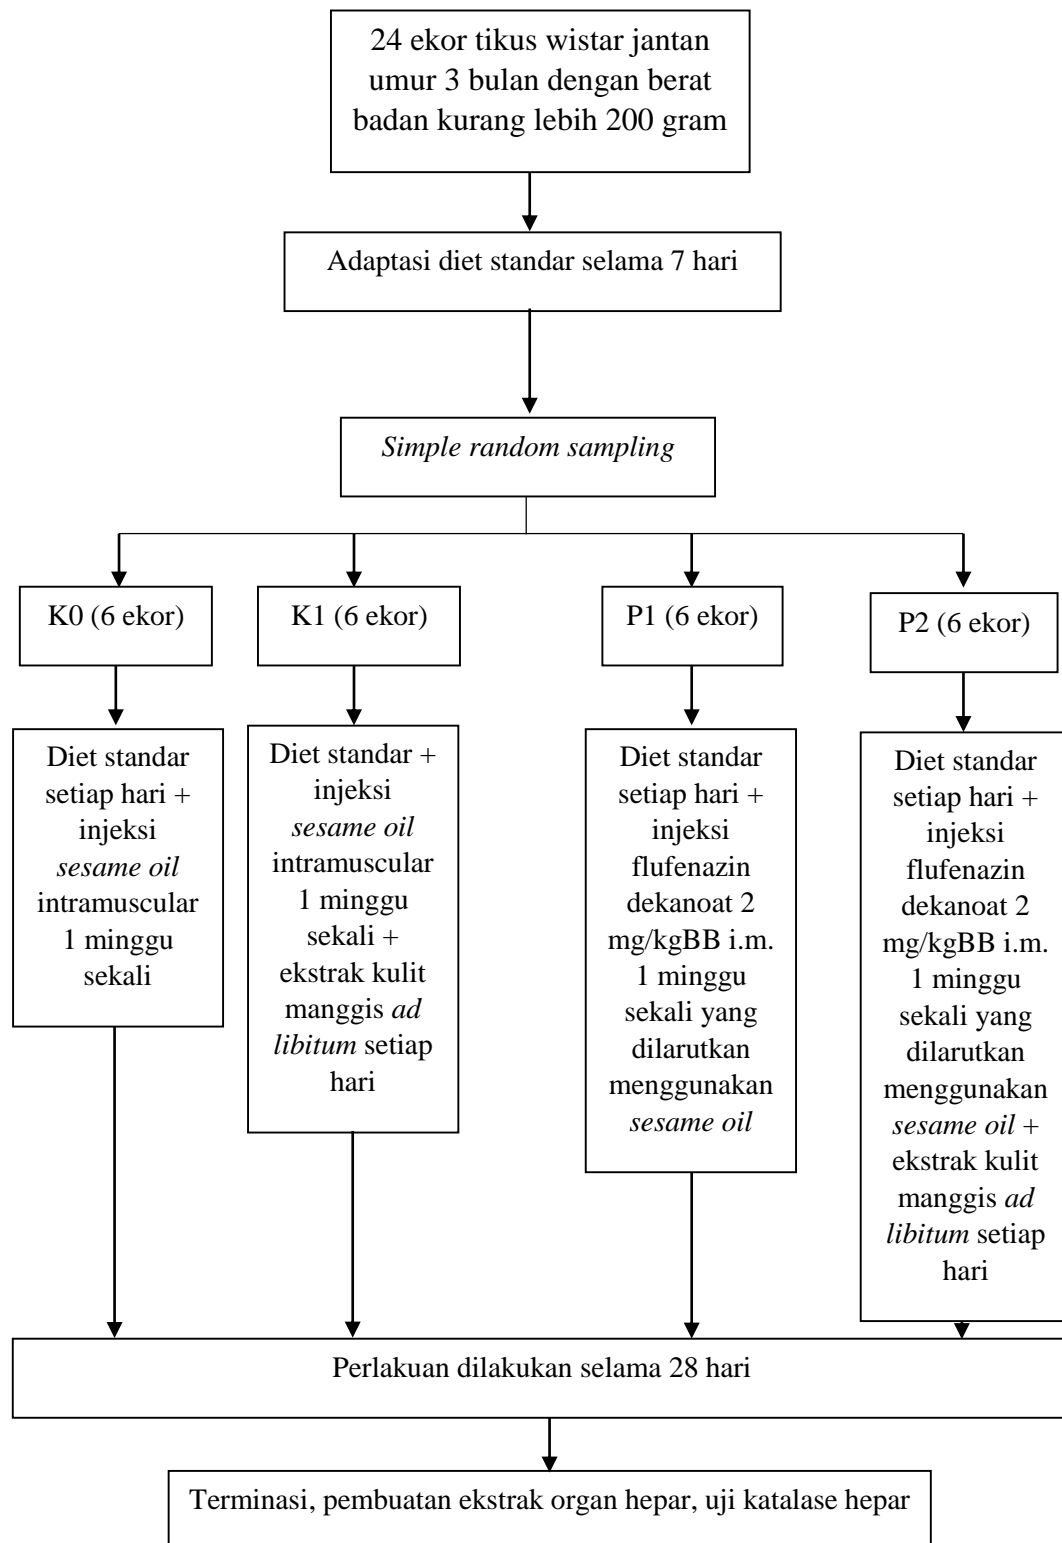 24 ekor tikus wistar jantan
umur 3 bulan dengan berat
badan kurang lebih 200 gram
Adaptasi diet standar selama 7 hari
Simple random sampling
K0 (6 ekor)
K1 (6 ekor)
P1 (6 ekor)
P2 (6 ekor)
Diet standar
setiap hari +
injeksi
sesame oil
intramuscular
1 minggu
sekali
Diet standar +
injeksi
sesame oil
intramuscular
1 minggu
sekali +
ekstrak kulit
manggis ad
libitum setiap
hari
Diet standar
setiap hari +
injeksi
flufenazin
dekanoat 2
mg/kgBB i.m.
1 minggu
sekali yang
dilarutkan
menggunakan
sesame oil
Diet standar
setiap hari +
injeksi
flufenazin
dekanoat 2
mg/kgBB i.m.
1 minggu
sekali yang
dilarutkan
menggunakan
sesame oil +
ekstrak kulit
manggis ad
libitum setiap
hari
Perlakuan dilakukan selama 28 hari
Terminasi, pembuatan ekstrak organ hepar, uji katalase hepar